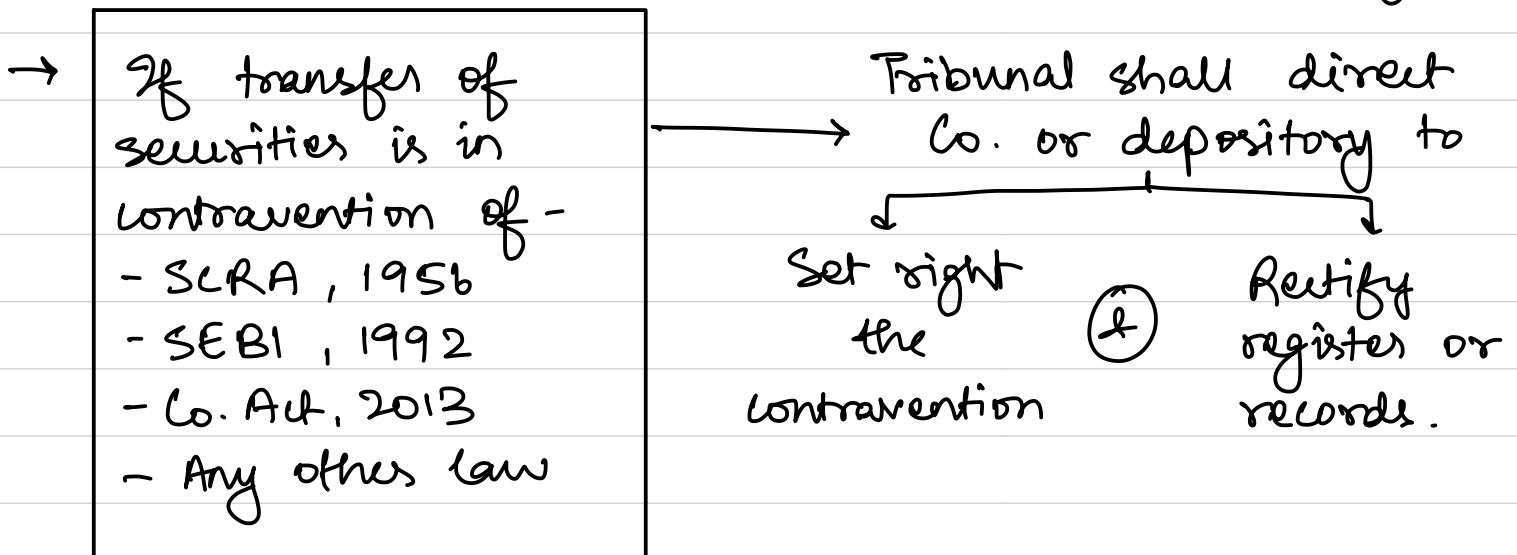 → If transfer of
securities is in
contravention of -
- SCRA, 1956
- SEBI, 1992
- Co. Act, 2013
- Any other law
Tribunal shall direct
Co. or depository to
Set right
the
contravention
&
Rectify
register or
records.